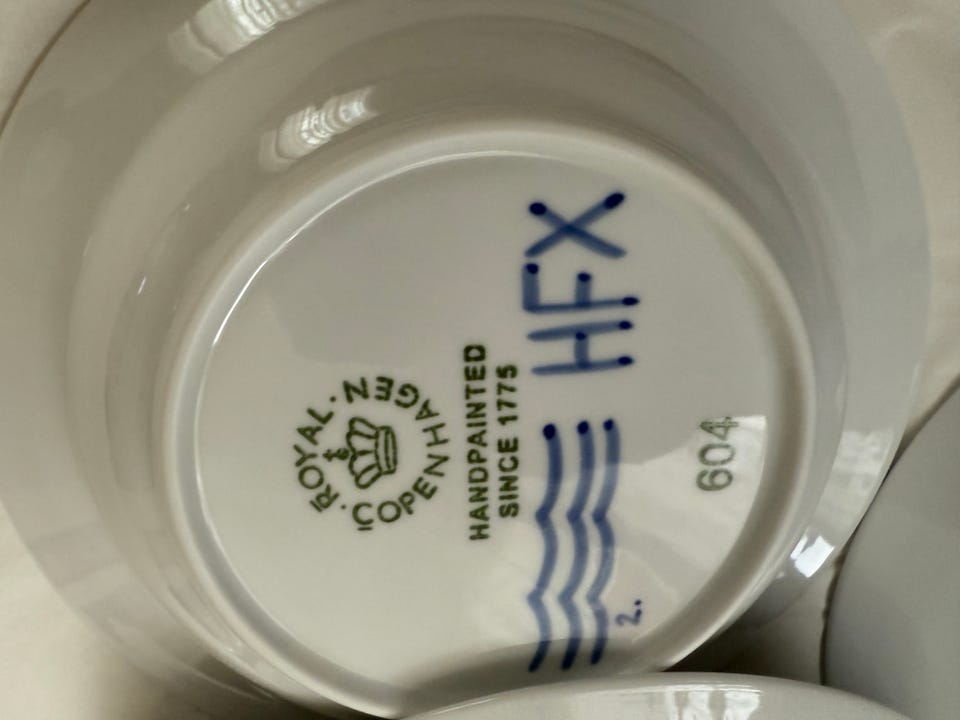 ROYAL · COPENHAGEN ·
HANDPAINTED
SINCE 1775
HFX
2.
604